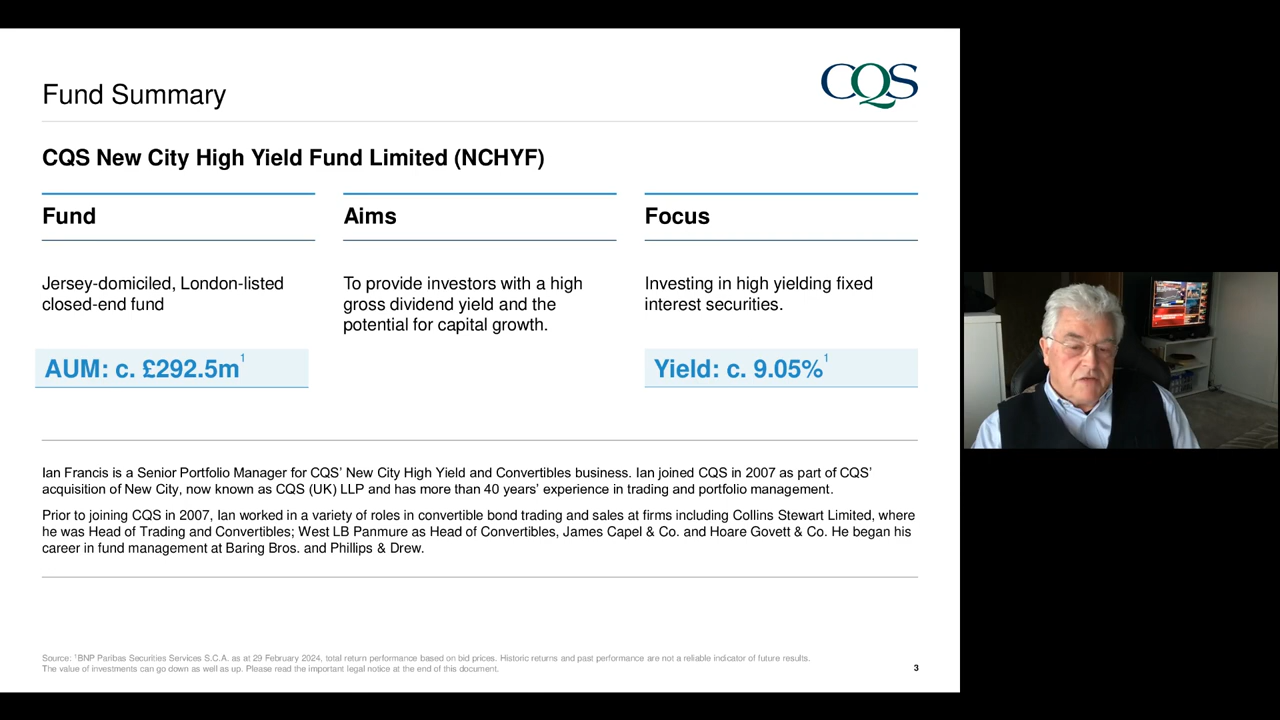 Fund Summary
CQS
CQS New City High Yield Fund Limited (NCHYF)
Fund
Jersey-domiciled, London-listed
closed-end fund
AUM: c. £292.5m¹
Aims
To provide investors with a high
gross dividend yield and the
potential for capital growth.
Focus
Investing in high yielding fixed
interest securities.
Yield: c. 9.05%¹
Ian Francis is a Senior Portfolio Manager for CQS’ New City High Yield and Convertibles business. Ian joined CQS in 2007 as part of CQS’
acquisition of New City, now known as CQS (UK) LLP and has more than 40 years’ experience in trading and portfolio management.
Prior to joining CQS in 2007, Ian worked in a variety of roles in convertible bond trading and sales at firms including Collins Stewart Limited, where
he was Head of Trading and Convertibles; West LB Panmure as Head of Convertibles, James Capel & Co. and Hoare Govett & Co. He began his
career in fund management at Baring Bros. and Phillips & Drew.
Source: ¹BNP Paribas Securities Services S.C.A. as at 29 February 2024, total return performance based on bid prices. Historic returns and past performance are not a reliable indicator of future results.
The value of investments can go down as well as up. Please read the important legal notice at the end of this document.
3